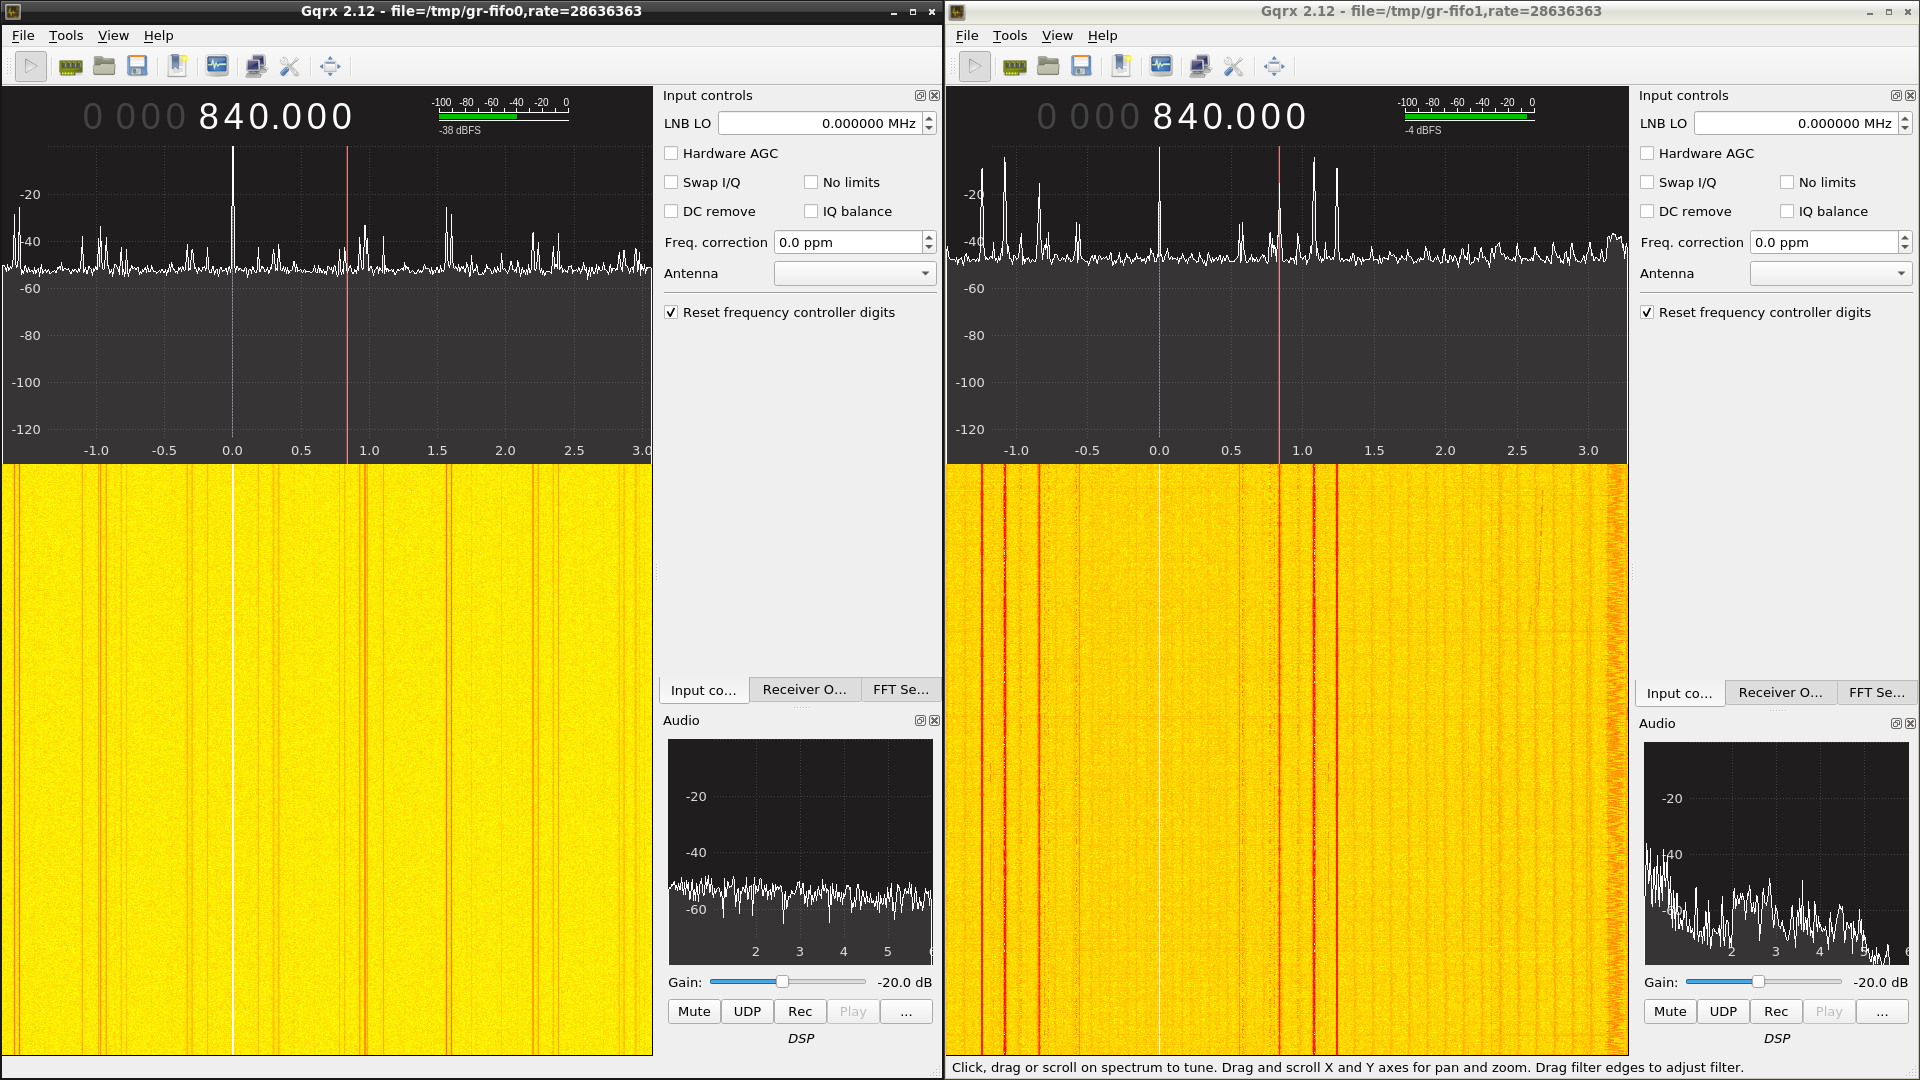 Gqrx 2.12 - file=/tmp/gr-fifo0,rate=28636363
File Tools View Help
0 000 840.000
-100 -80 -60 -40 -20 0
-38 dBFS
-20
-40
-60
-80
-100
-120
-1.0 -0.5 0.0 0.5 1.0 1.5 2.0 2.5 3.0
Input controls
LNB LO 0.000000 MHz
Hardware AGC
Swap I/Q No limits
DC remove IQ balance
Freq. correction 0.0 ppm
Antenna
Reset frequency controller digits
Input co... Receiver O... FFT Se...
Audio
-20
-40
-60
2 3 4 5 6
Gain: -20.0 dB
Mute UDP Rec Play ...
DSP
Gqrx 2.12 - file=/tmp/gr-fifo1,rate=28636363
File Tools View Help
0 000 840.000
-100 -80 -60 -40 -20 0
-4 dBFS
-20
-40
-60
-80
-100
-120
-1.0 -0.5 0.0 0.5 1.0 1.5 2.0 2.5 3.0
Input controls
LNB LO 0.000000 MHz
Hardware AGC
Swap I/Q No limits
DC remove IQ balance
Freq. correction 0.0 ppm
Antenna
Reset frequency controller digits
Input co... Receiver O... FFT Se...
Audio
-20
-40
-60
2 3 4 5 6
Gain: -20.0 dB
Mute UDP Rec Play ...
DSP
Click, drag or scroll on spectrum to tune. Drag and scroll X and Y axes for pan and zoom. Drag filter edges to adjust filter.